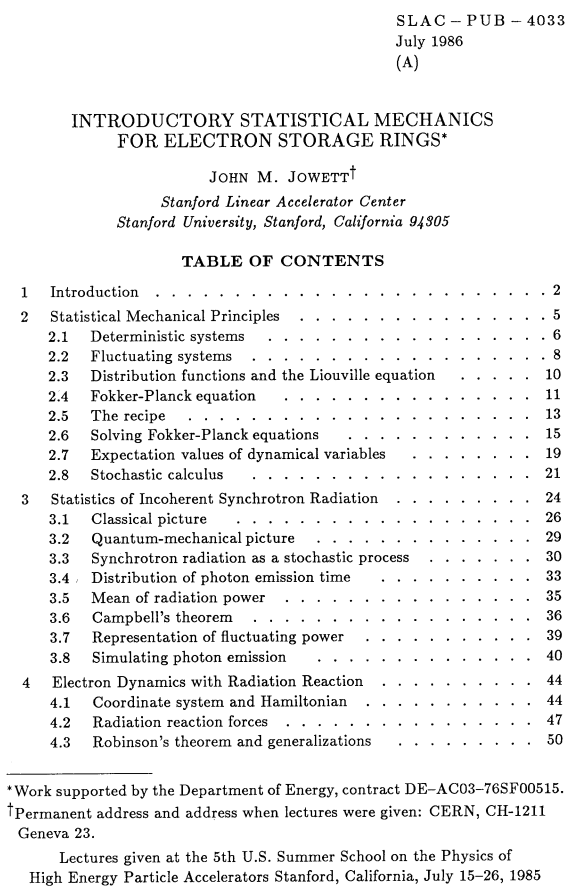 SLAC – PUB – 4033
July 1986
(A)
INTRODUCTORY STATISTICAL MECHANICS
FOR ELECTRON STORAGE RINGS*
JOHN M. JOWETT†
Stanford Linear Accelerator Center
Stanford University, Stanford, California 94305
TABLE OF CONTENTS
1 Introduction . . . . . . . . . . . . . . . . . . . . . . . . . 2
2 Statistical Mechanical Principles . . . . . . . . . . . . . . . . 5
2.1 Deterministic systems . . . . . . . . . . . . . . . . . . 6
2.2 Fluctuating systems . . . . . . . . . . . . . . . . . . . 8
2.3 Distribution functions and the Liouville equation . . . . . 10
2.4 Fokker-Planck equation . . . . . . . . . . . . . . . . . 11
2.5 The recipe . . . . . . . . . . . . . . . . . . . . . . 13
2.6 Solving Fokker-Planck equations . . . . . . . . . . . . 15
2.7 Expectation values of dynamical variables . . . . . . . . 19
2.8 Stochastic calculus . . . . . . . . . . . . . . . . . . . 21
3 Statistics of Incoherent Synchrotron Radiation . . . . . . . . . 24
3.1 Classical picture . . . . . . . . . . . . . . . . . . . . 26
3.2 Quantum-mechanical picture . . . . . . . . . . . . . . 29
3.3 Synchrotron radiation as a stochastic process . . . . . . . 30
3.4 Distribution of photon emission time . . . . . . . . . . 33
3.5 Mean of radiation power . . . . . . . . . . . . . . . . 35
3.6 Campbell's theorem . . . . . . . . . . . . . . . . . . 36
3.7 Representation of fluctuating power . . . . . . . . . . . 39
3.8 Simulating photon emission . . . . . . . . . . . . . . 40
4 Electron Dynamics with Radiation Reaction . . . . . . . . . . . 44
4.1 Coordinate system and Hamiltonian . . . . . . . . . . . 44
4.2 Radiation reaction forces . . . . . . . . . . . . . . . . 47
4.3 Robinson's theorem and generalizations . . . . . . . . . 50
*Work supported by the Department of Energy, contract DE–AC03–76SF00515.
†Permanent address and address when lectures were given: CERN, CH-1211
Geneva 23.
Lectures given at the 5th U.S. Summer School on the Physics of
High Energy Particle Accelerators Stanford, California, July 15–26, 1985